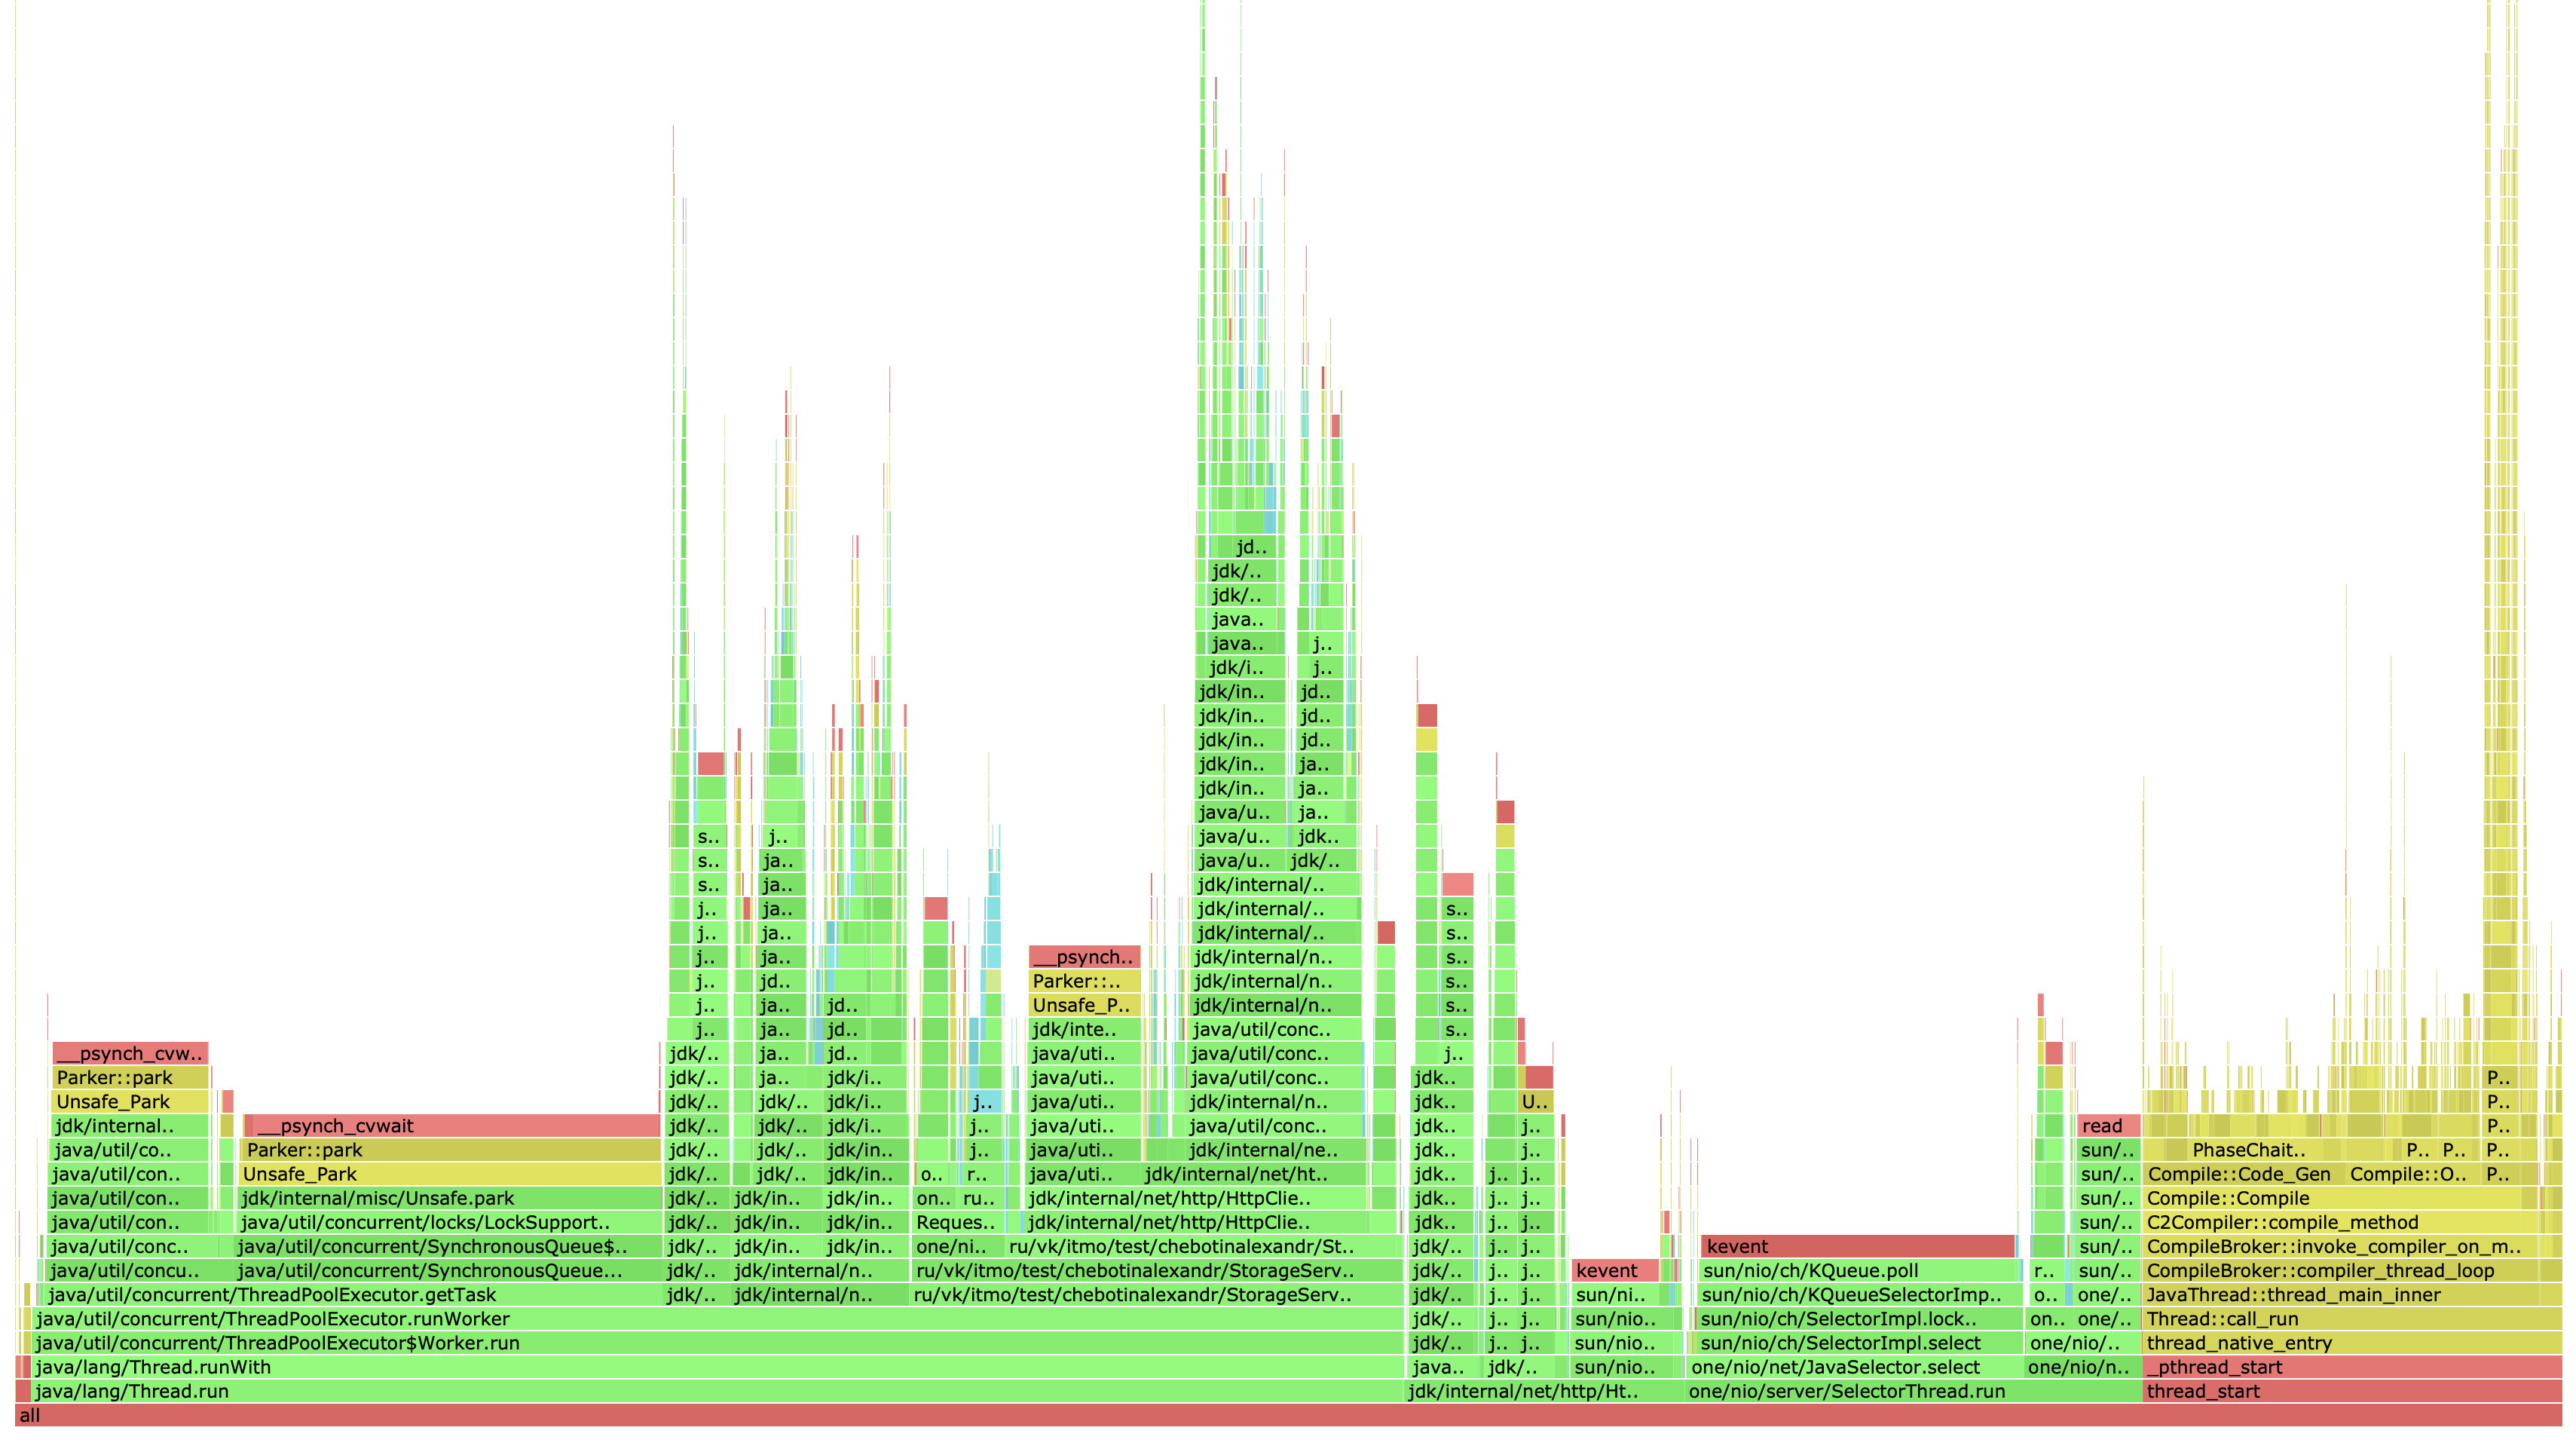 jd..
jdk/..
jdk/..
java..
java.. j..
jdk/i.. j..
jdk/in.. jd..
jdk/in.. jd..
jdk/in.. jd..
jdk/in.. ja..
jdk/in.. ja..
java/u.. ja..
s.. j.. java/u.. jdk..
s.. ja.. java/u.. jdk/..
s.. ja.. jdk/internal/..
j.. ja.. jdk/internal/.. s..
j.. ja.. jdk/internal/.. s..
j.. ja.. __psynch.. jdk/internal/n.. s..
j.. jd.. Parker::.. jdk/internal/n.. s..
j.. ja.. jd.. Unsafe_P.. jdk/internal/n.. s..
j.. ja.. jd.. jdk/inte.. java/util/conc.. s..
__psynch_cvw.. jdk/.. ja.. jd.. java/uti.. java/util/conc.. j..
Parker::park jdk/.. ja.. jdk/i.. java/uti.. java/util/conc.. jdk.. P..
Unsafe_Park jdk/.. jdk/.. jdk/i.. j.. java/uti.. jdk/internal/n.. jdk.. U.. P..
jdk/internal.. __psynch_cvwait jdk/.. jdk/.. jdk/in.. j.. java/uti.. java/util/conc.. jdk.. j.. read P..
java/util/co.. Parker::park jdk/.. jdk/.. jdk/in.. j.. java/uti.. jdk/internal/ne.. jdk.. j.. sun/.. PhaseChait.. P.. P.. P..
java/util/con.. Unsafe_Park jdk/.. jdk/.. jdk/in.. o.. r.. java/uti.. jdk/internal/net/ht.. jdk.. j.. j.. sun/.. Compile::Code_Gen Compile::O.. P..
java/util/con.. jdk/internal/misc/Unsafe.park jdk/.. jdk/in.. jdk/in.. on.. ru.. jdk/internal/net/http/HttpClie.. jdk.. j.. j.. sun/.. Compile::Compile
java/util/con.. java/util/concurrent/locks/LockSupport.. jdk/.. jdk/in.. jdk/in.. Reques.. jdk/internal/net/http/HttpClie.. jdk.. j.. j.. sun/.. C2Compiler::compile_method
java/util/conc.. java/util/concurrent/SynchronousQueue$.. jdk/.. jdk/in.. jdk/in.. one/ni.. ru/vk/itmo/test/chebotinalexandr/St.. jdk/.. j.. j.. kevent sun/.. CompileBroker::invoke_compiler_on_m..
java/util/concu.. java/util/concurrent/SynchronousQueue... jdk/.. jdk/internal/n.. ru/vk/itmo/test/chebotinalexandr/StorageServ.. jdk/.. j.. j.. kevent sun/nio/ch/KQueue.poll r.. sun/.. CompileBroker::compiler_thread_loop
java/util/concurrent/ThreadPoolExecutor.getTask jdk/.. jdk/internal/n.. ru/vk/itmo/test/chebotinalexandr/StorageServ.. jdk/.. j.. j.. sun/ni.. sun/nio/ch/KQueueSelectorImp.. o.. one/.. JavaThread::thread_main_inner
java/util/concurrent/ThreadPoolExecutor.runWorker jdk/.. j.. j.. sun/nio.. sun/nio/ch/SelectorImpl.lock.. on.. one/.. Thread::call_run
java/util/concurrent/ThreadPoolExecutor$Worker.run jdk/.. j.. j.. sun/nio.. sun/nio/ch/SelectorImpl.select one/nio/.. thread_native_entry
java/lang/Thread.runWith java.. jdk/.. sun/nio.. one/nio/net/JavaSelector.select one/nio/n.. _pthread_start
java/lang/Thread.run jdk/internal/net/http/Ht.. one/nio/server/SelectorThread.run thread_start
all